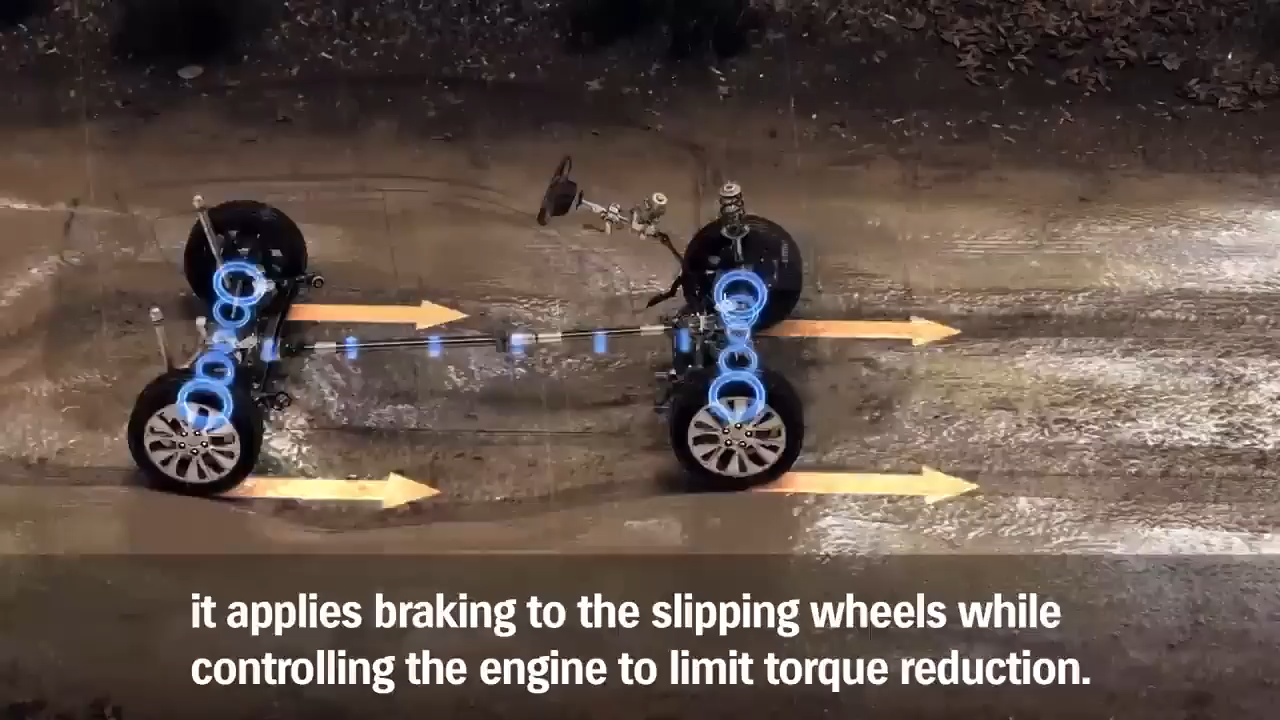 it applies braking to the slipping wheels while
controlling the engine to limit torque reduction.